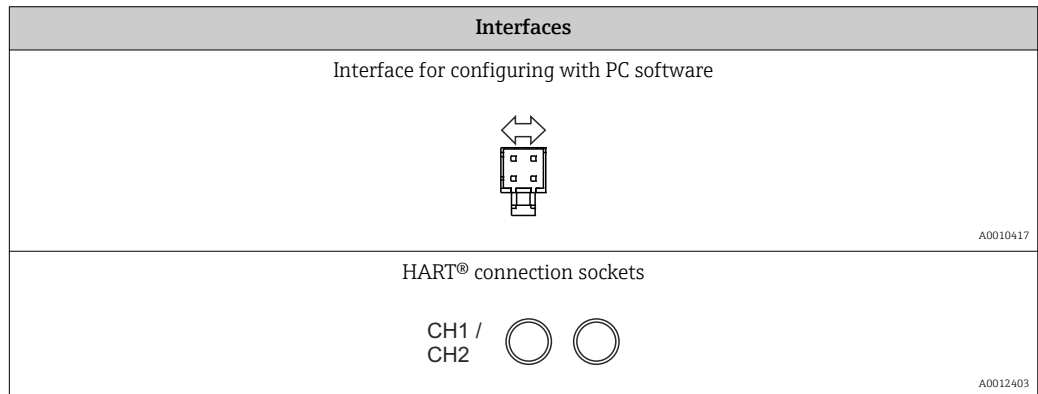 Interfaces
Interface for configuring with PC software
A0010417
HART® connection sockets
CH1 /
CH2
A0012403